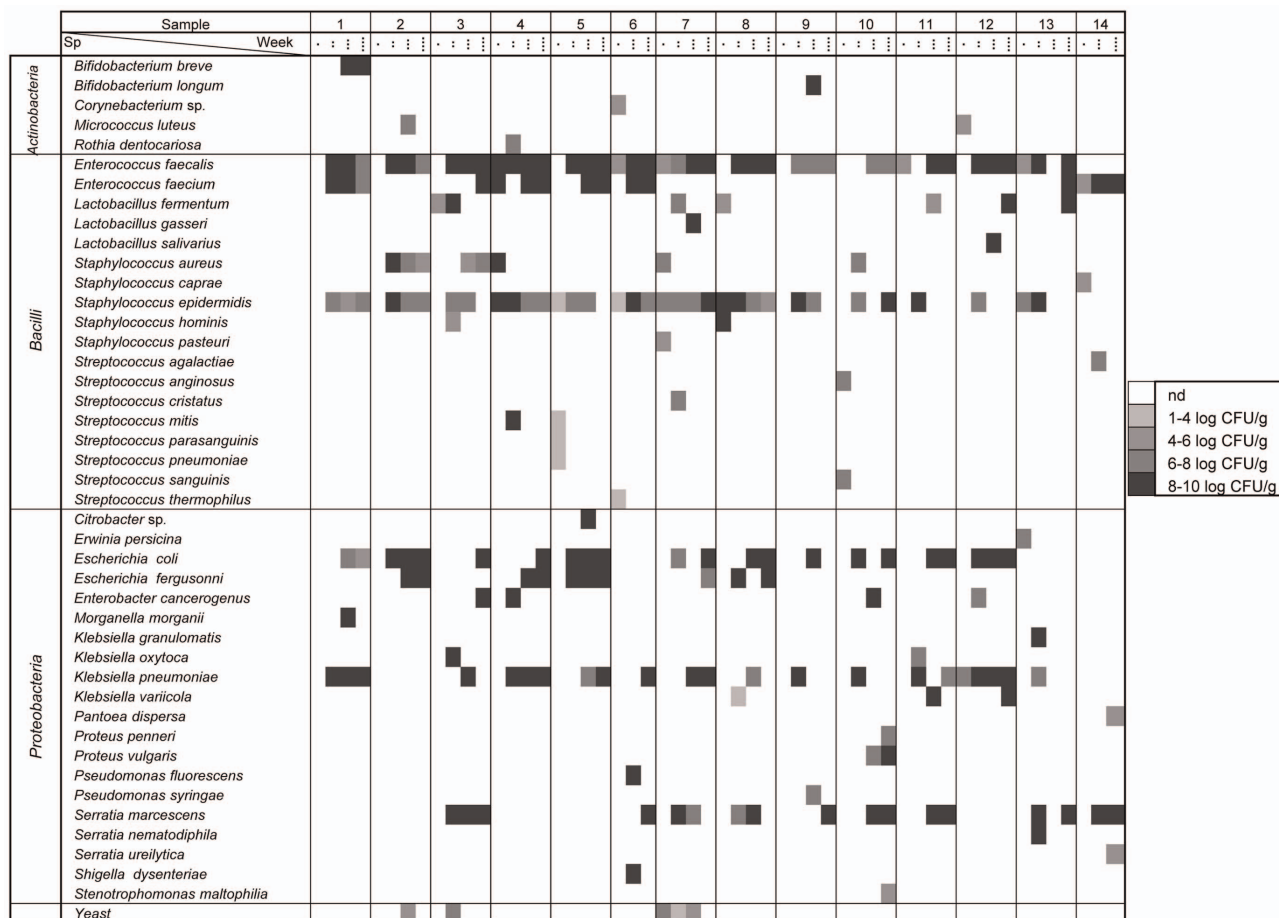 Sample 1 2 3 4 5 6 7 8 9 10 11 12 13 14
Sp Week
Actinobacteria
Bifidobacterium breve
Bifidobacterium longum
Corynebacterium sp.
Micrococcus luteus
Rothia dentocariosa
Bacilli
Enterococcus faecalis
Enterococcus faecium
Lactobacillus fermentum
Lactobacillus gasseri
Lactobacillus salivarius
Staphylococcus aureus
Staphylococcus caprae
Staphylococcus epidermidis
Staphylococcus hominis
Staphylococcus pasteuri
Streptococcus agalactiae
Streptococcus anginosus
Streptococcus cristatus
Streptococcus mitis
Streptococcus parasanguinis
Streptococcus pneumoniae
Streptococcus sanguinis
Streptococcus thermophilus
Proteobacteria
Citrobacter sp.
Erwinia persicina
Escherichia coli
Escherichia fergusonni
Enterobacter cancerogenus
Morganella morganii
Klebsiella granulomatis
Klebsiella oxytoca
Klebsiella pneumoniae
Klebsiella variicola
Pantoea dispersa
Proteus penneri
Proteus vulgaris
Pseudomonas fluorescens
Pseudomonas syringae
Serratia marcescens
Serratia nematodiphila
Serratia ureilytica
Shigella dysenteriae
Stenotrophomonas maltophilia
Yeast
nd
1-4 log CFU/g
4-6 log CFU/g
6-8 log CFU/g
8-10 log CFU/g